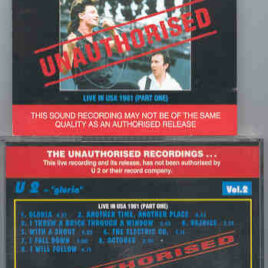 UNAUTHORISED
LIVE IN USA 1981 (PART ONE)
THIS SOUND RECORDING MAY NOT BE OF THE SAME
QUALITY AS AN AUTHORISED RELEASE
THE UNAUTHORISED RECORDINGS ...
This live recording and its release, has not been authorised by
U 2 or their record company.
U 2 - "gloria" Vol.2
LIVE IN USA 1981 (PART ONE)
1. GLORIA 4.37 2. ANOTHER TIME, ANOTHER PLACE
3. I THREW A BRICK THROUGH A WINDOW 4. REJOICE
5. WITH A SHOUT 6. THE ELECTRIC CO.
7. I FALL DOWN 8. OCTOBER
9. I WILL FOLLOW